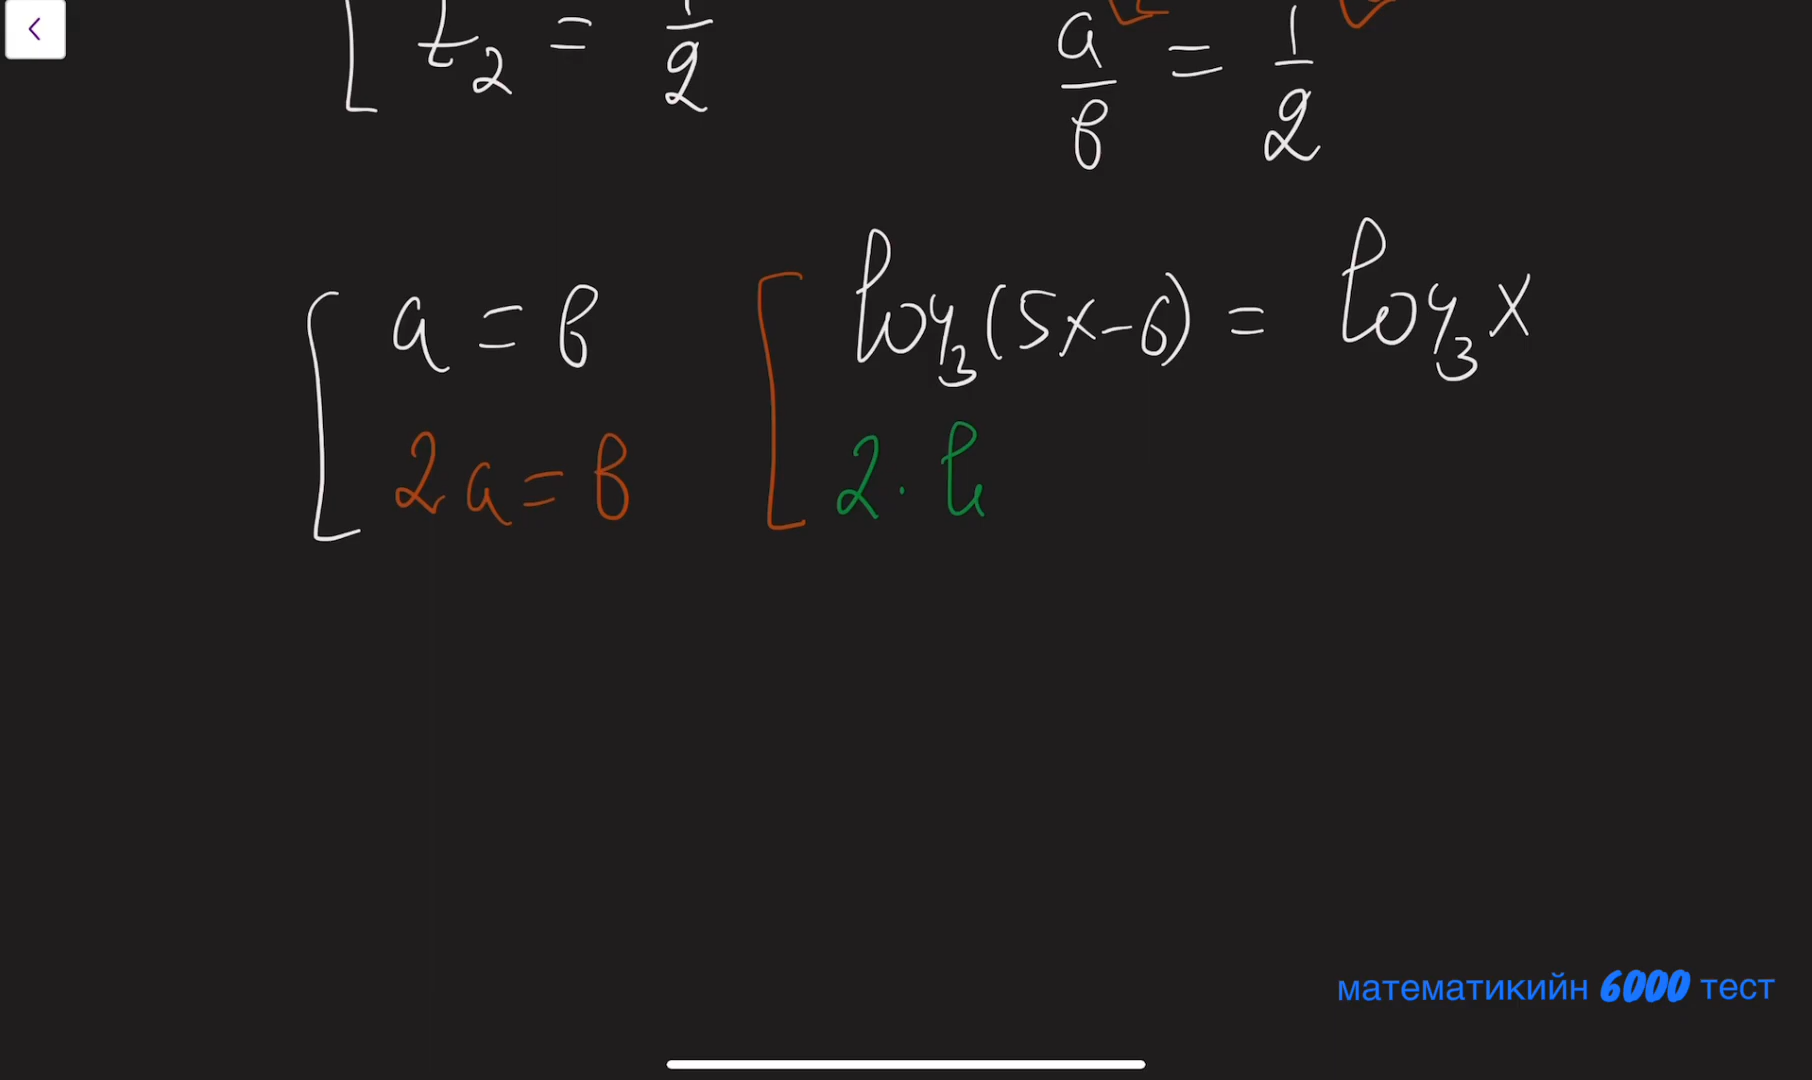 t₂ = 1/2
a/b = 1/2
a = b
log₃(5x-6) = log₃x
2a = b
2 ·
математикийн 6000 тест